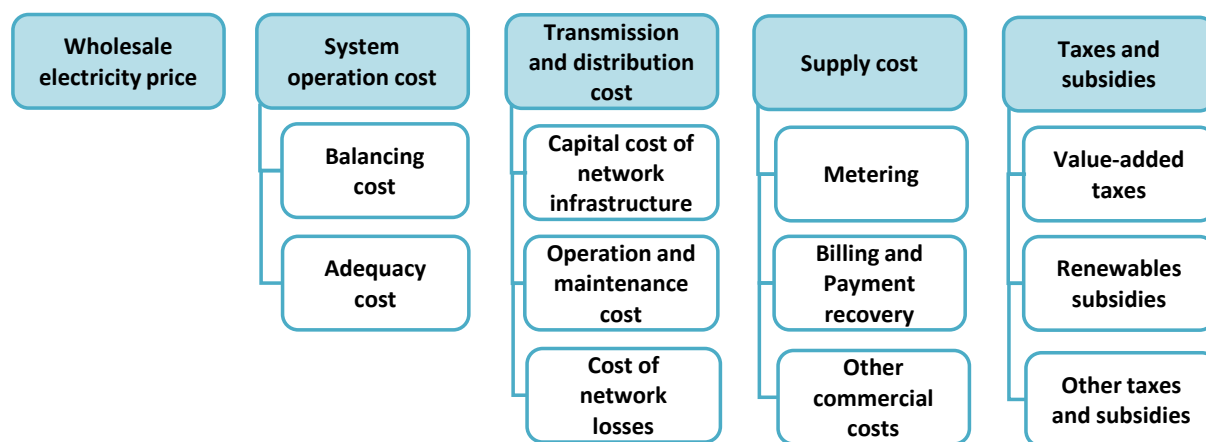 Wholesale
electricity price
System
operation cost
Balancing
cost
Adequacy
cost
Transmission
and distribution
cost
Capital cost of
network
infrastructure
Operation and
maintenance
cost
Cost of
network
losses
Supply cost
Metering
Billing and
Payment
recovery
Other
commercial
costs
Taxes and
subsidies
Value-added
taxes
Renewables
subsidies
Other taxes
and subsidies